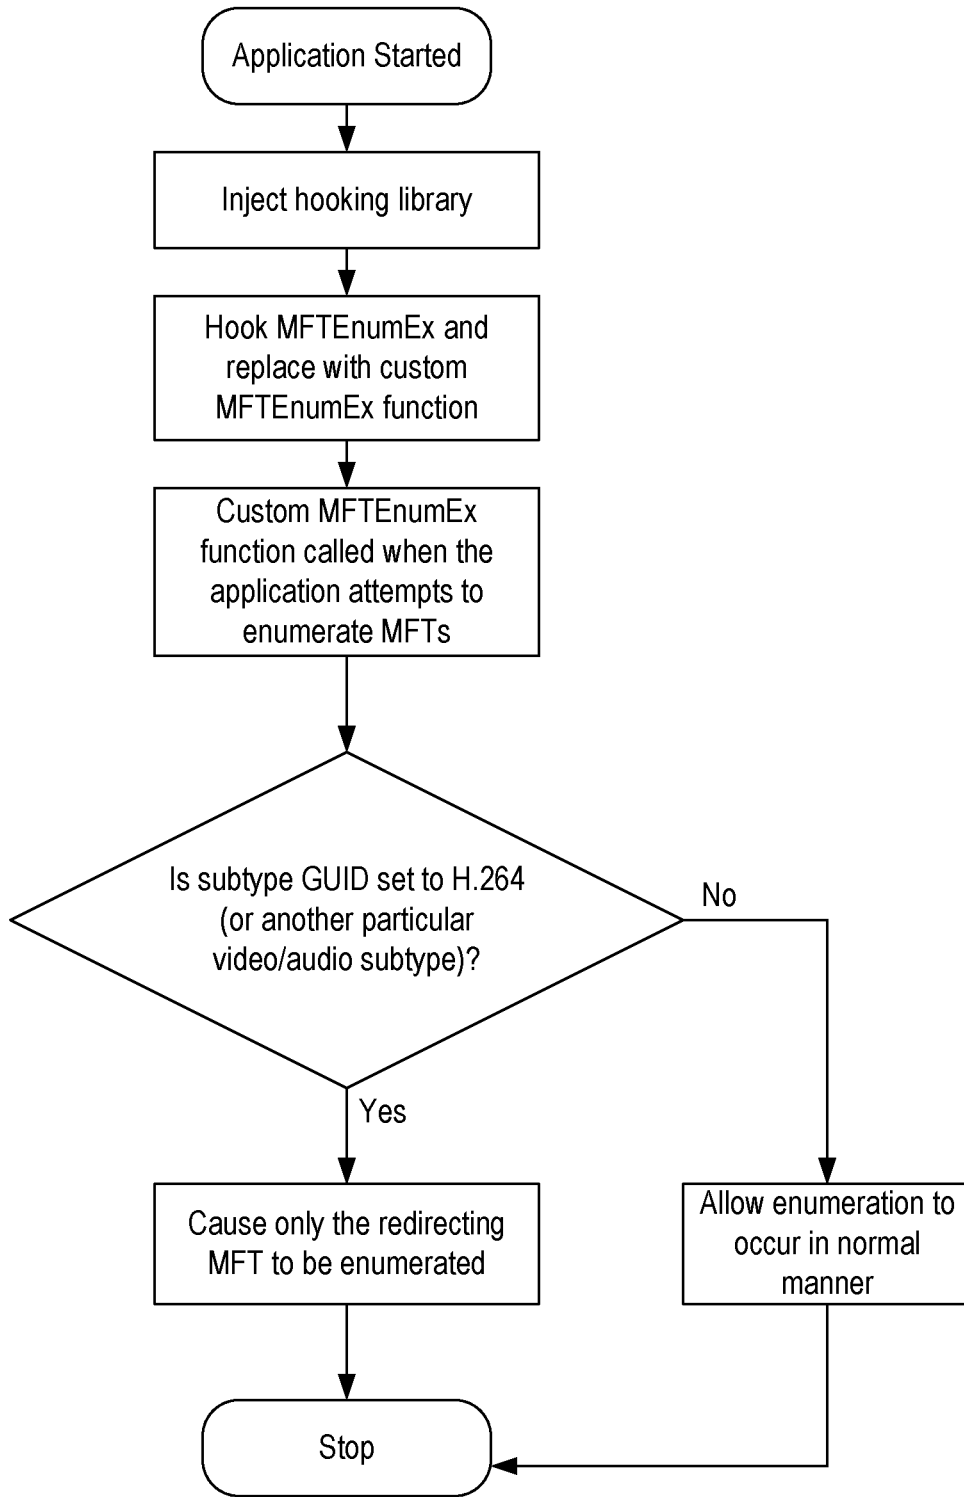 Application Started
Inject hooking library
Hook MFTEnumEx and
replace with custom
MFTEnumEx function
Custom MFTEnumEx
function called when the
application attempts to
enumerate MFTs
Is subtype GUID set to H.264
(or another particular
video/audio subtype)?
No
Yes
Cause only the redirecting
MFT to be enumerated
Allow enumeration to
occur in normal
manner
Stop